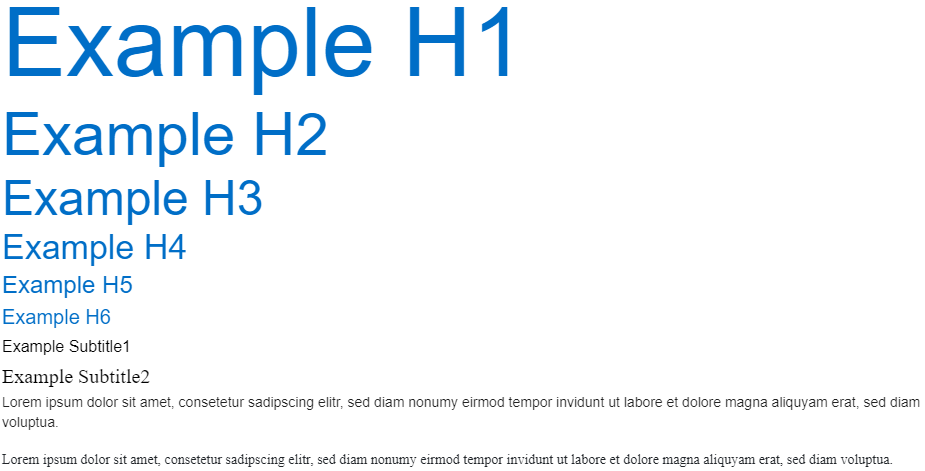 Example H1
Example H2
Example H3
Example H4
Example H5
Example H6
Example Subtitle1
Example Subtitle2
Lorem ipsum dolor sit amet, consetetur sadipscing elitr, sed diam nonumy eirmod tempor invidunt ut labore et dolore magna aliquyam erat, sed diam
voluptua.
Lorem ipsum dolor sit amet, consetetur sadipscing elitr, sed diam nonumy eirmod tempor invidunt ut labore et dolore magna aliquyam erat, sed diam voluptua.